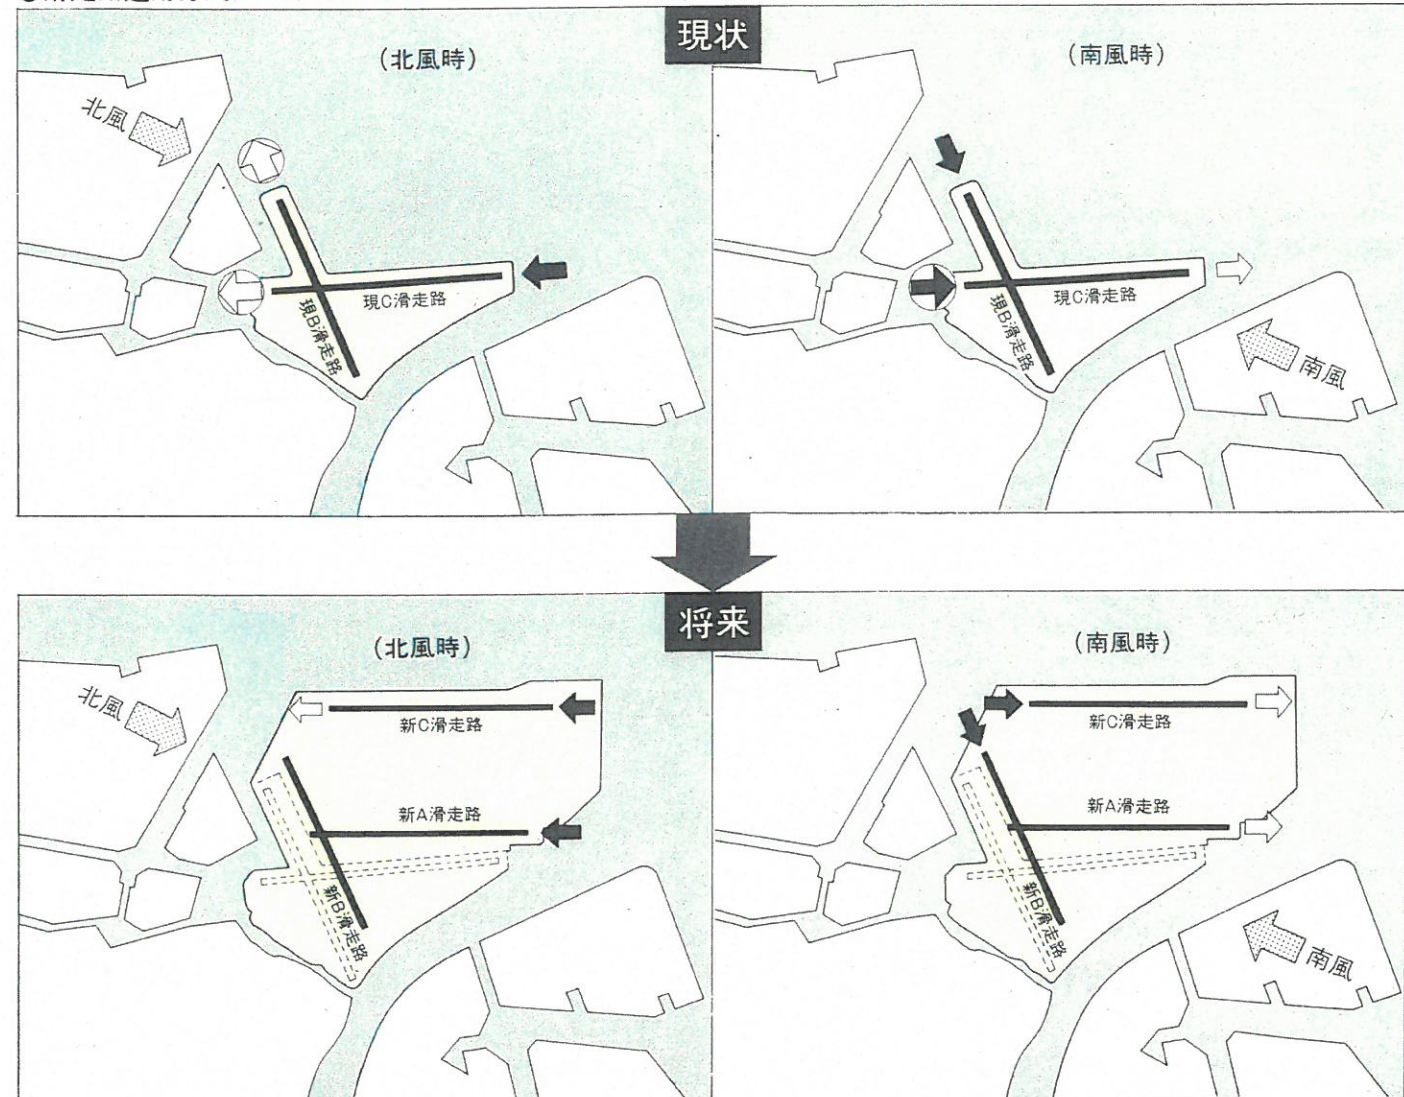 現状
(北風時)
北風
現C滑走路
現B滑走路
(南風時)
現C滑走路
現B滑走路
南風
将来
(北風時)
北風
新C滑走路
新A滑走路
新B滑走路
(南風時)
新C滑走路
新A滑走路
新B滑走路
南風